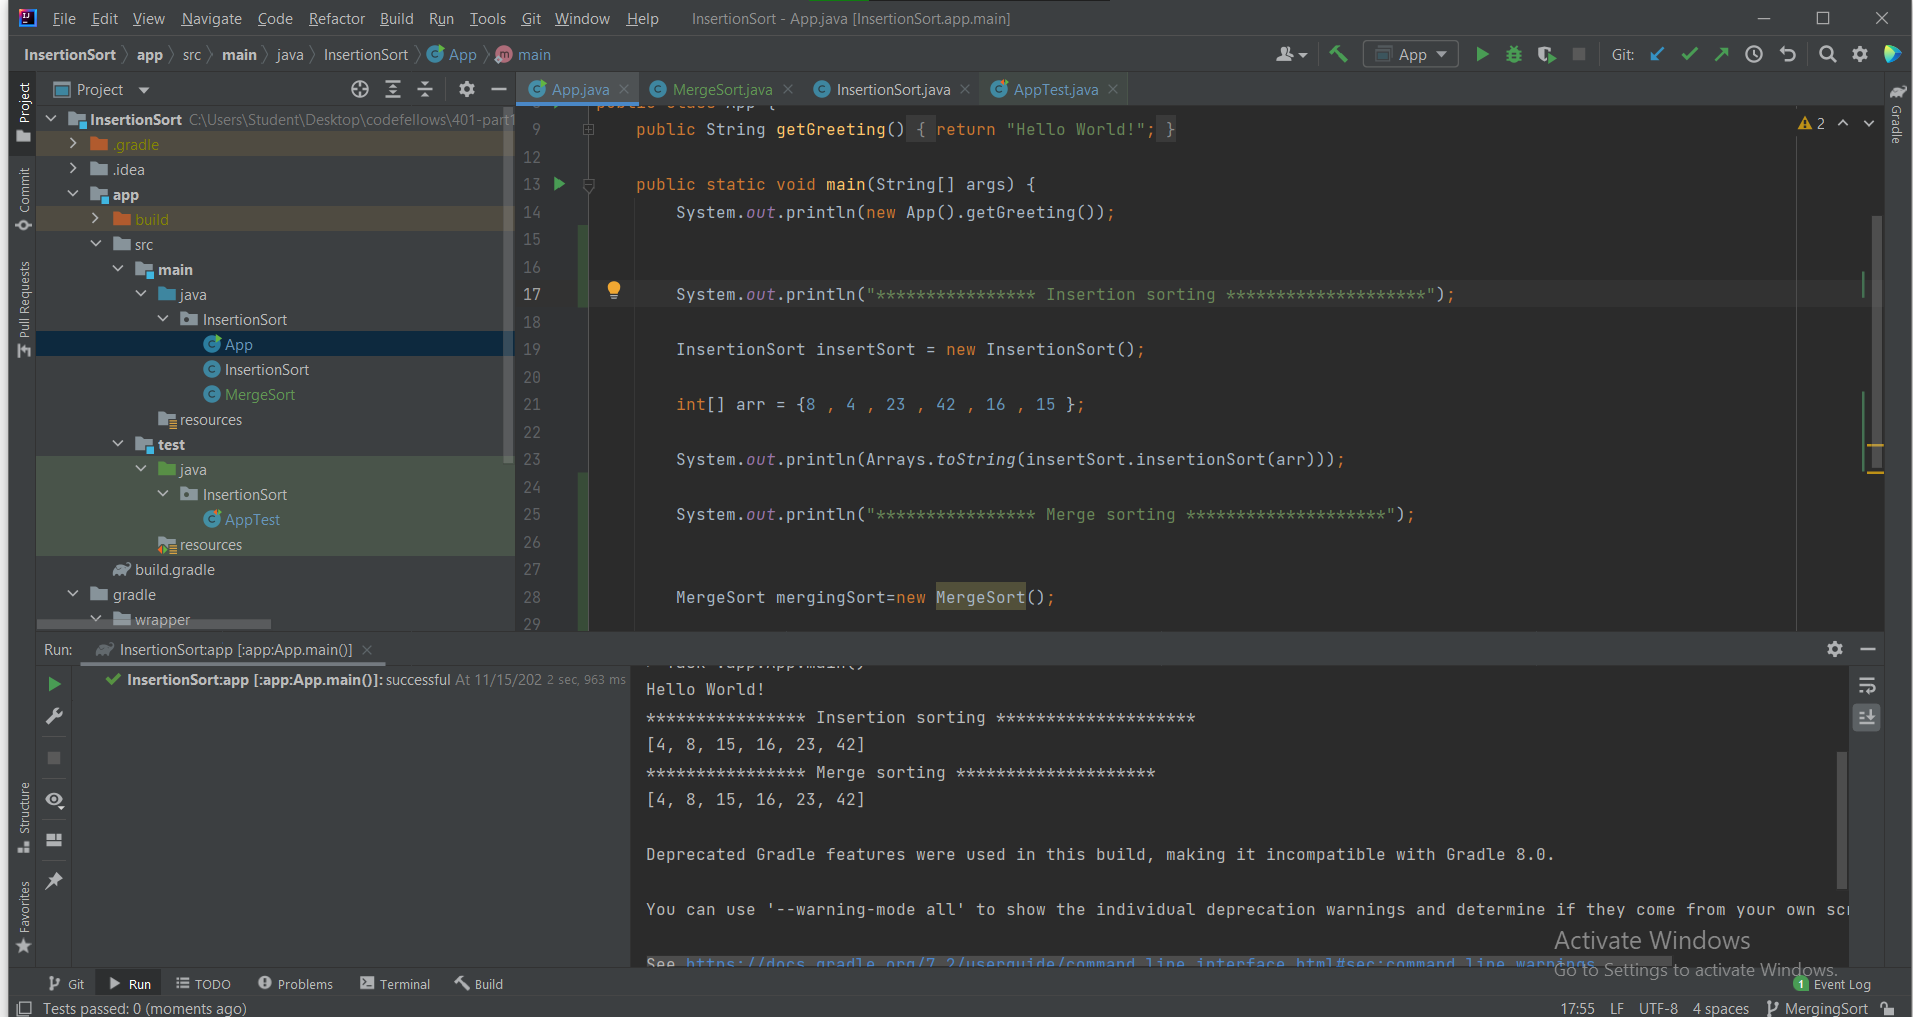 File Edit View Navigate Code Refactor Build Run Tools Git Window Help InsertionSort - App.java [InsertionSort.app.main]
InsertionSort app src main java InsertionSort App main App Git:
Project
App.java MergeSort.java InsertionSort.java AppTest.java
Project
Commit
Pull Requests
Structure
Favorites
Gradle
InsertionSort C:\Users\Student\Desktop\codefellows\401-part1
.gradle
.idea
app
build
src
main
java
InsertionSort
App
InsertionSort
MergeSort
resources
test
java
InsertionSort
AppTest
resources
build.gradle
gradle
wrapper
public class App {
2
9 public String getGreeting() { return "Hello World!"; }
12
13 public static void main(String[] args) {
14 System.out.println(new App().getGreeting());
15
16
17 System.out.println("**************** Insertion sorting ********************");
18
19 InsertionSort insertSort = new InsertionSort();
20
21 int[] arr = {8 , 4 , 23 , 42 , 16 , 15 };
22
23 System.out.println(Arrays.toString(insertSort.insertionSort(arr)));
24
25 System.out.println("**************** Merge sorting ********************");
26
27
28 MergeSort mergingSort=new MergeSort();
29
Run: InsertionSort:app [:app:App.main()]
InsertionSort:app [:app:App.main()]: successful At 11/15/202 2 sec, 963 ms
> Task :app:App.main()
Hello World!
**************** Insertion sorting ********************
[4, 8, 15, 16, 23, 42]
**************** Merge sorting ********************
[4, 8, 15, 16, 23, 42]
Deprecated Gradle features were used in this build, making it incompatible with Gradle 8.0.
You can use '--warning-mode all' to show the individual deprecation warnings and determine if they come from your own scr
See https://docs.gradle.org/7.2/userguide/command_line_interface.html#sec:command_line_warnings
Activate Windows
Go to Settings to activate Windows.
Git Run TODO Problems Terminal Build 1 Event Log
Tests passed: 0 (moments ago) 17:55 LF UTF-8 4 spaces MergingSort